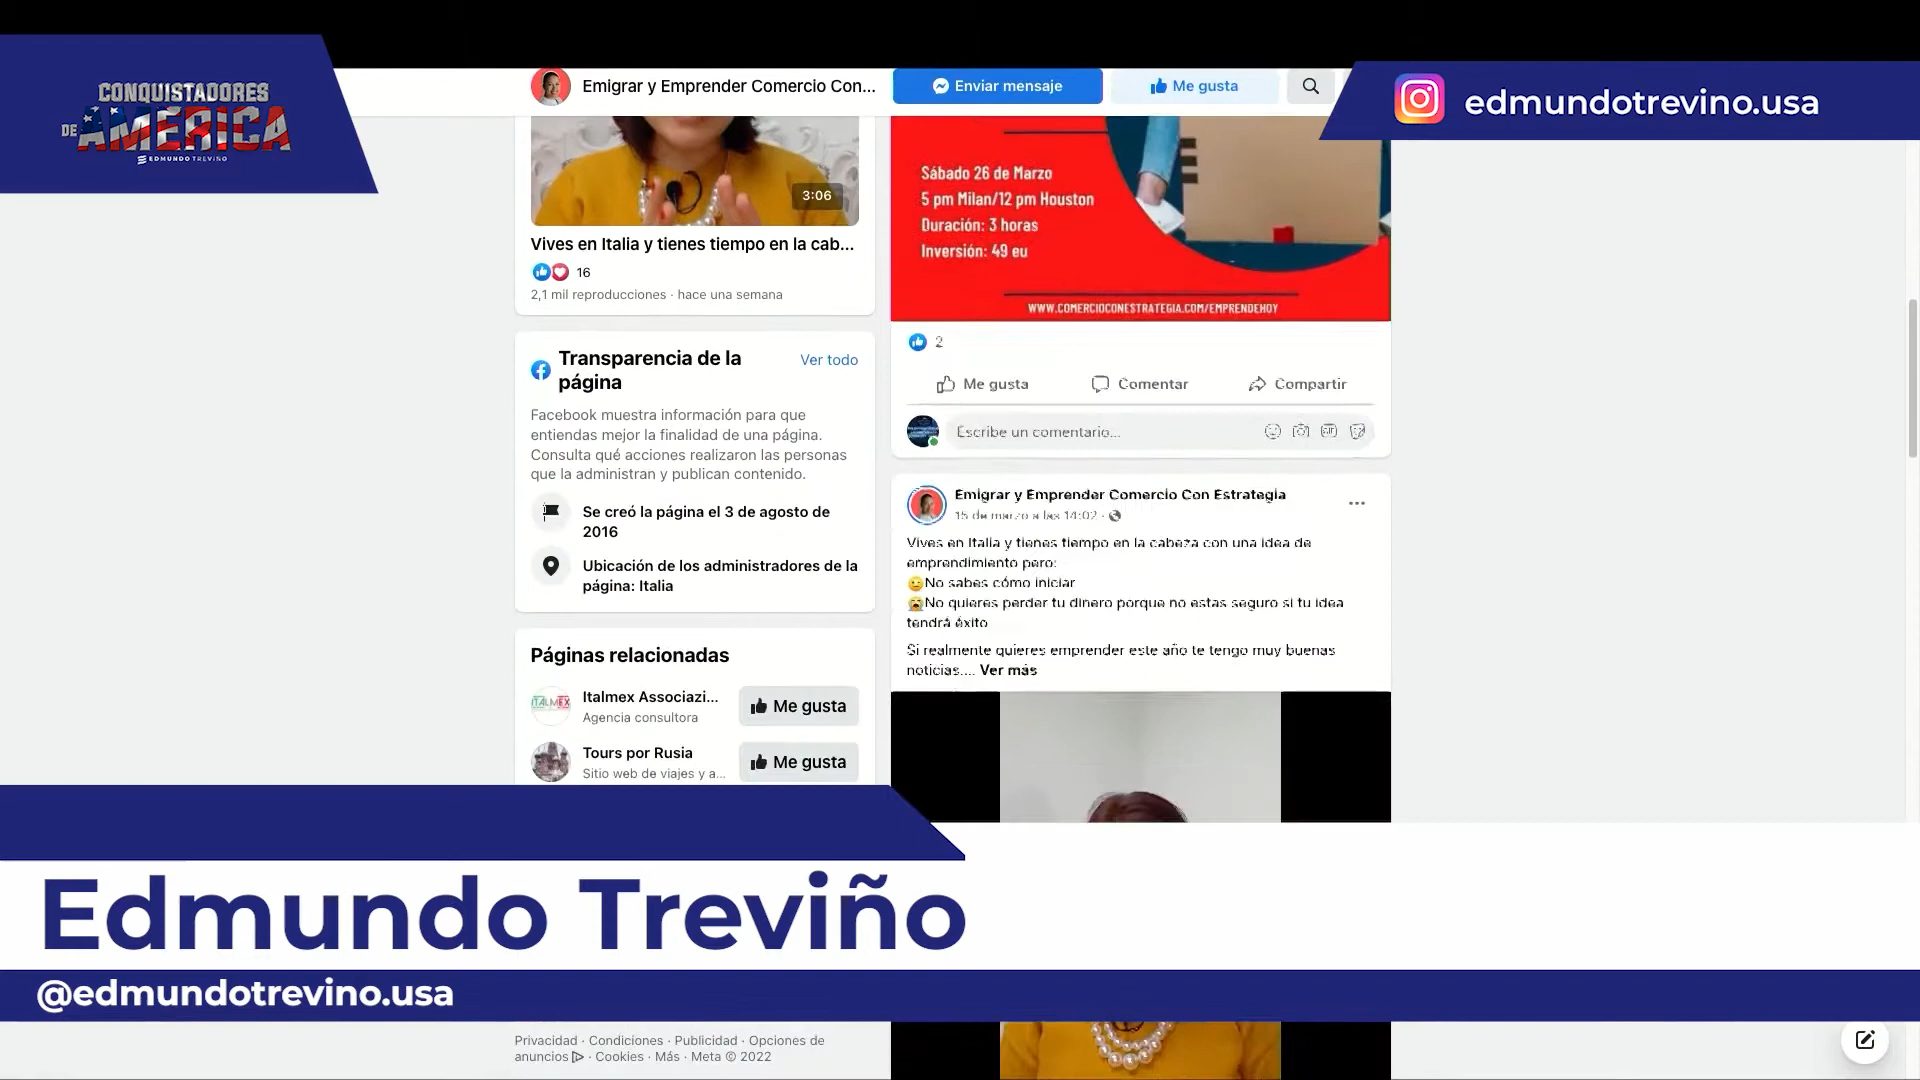 CONQUISTADORES
DE AMERICA
EDMUNDO TREVIÑO
Emigrar y Emprender Comercio Con...
Enviar mensaje
Me gusta
edmundotrevino.usa
3:06
Vives en Italia y tienes tiempo en la cab...
16
2,1 mil reproducciones · hace una semana
Transparencia de la
página
Ver todo
Facebook muestra información para que
entiendas mejor la finalidad de una página.
Consulta qué acciones realizaron las personas
que la administran y publican contenido.
Se creó la página el 3 de agosto de
2016
Ubicación de los administradores de la
página: Italia
Páginas relacionadas
ITALMEX
Italmex Associazi...
Agencia consultora
Me gusta
Tours por Rusia
Sitio web de viajes y a...
Me gusta
Sábado 26 de Marzo
5 pm Milan/12 pm Houston
Duración: 3 horas
Inversión: 49 eu
WWW.COMERCIOCONESTRATEGIA.COM/EMPRENDEHOY
2
Me gusta
Comentar
Compartir
Escribe un comentario...
Emigrar y Emprender Comercio Con Estrategia
15 de marzo a las 14:02 ·
Vives en Italia y tienes tiempo en la cabeza con una idea de
emprendimiento pero:
😉No sabes cómo iniciar
😭No quieres perder tu dinero porque no estas seguro si tu idea
tendrá éxito
Si realmente quieres emprender este año te tengo muy buenas
noticias.... Ver más
Edmundo Treviño
@edmundotrevino.usa
Privacidad · Condiciones · Publicidad · Opciones de
anuncios · Cookies · Más · Meta © 2022